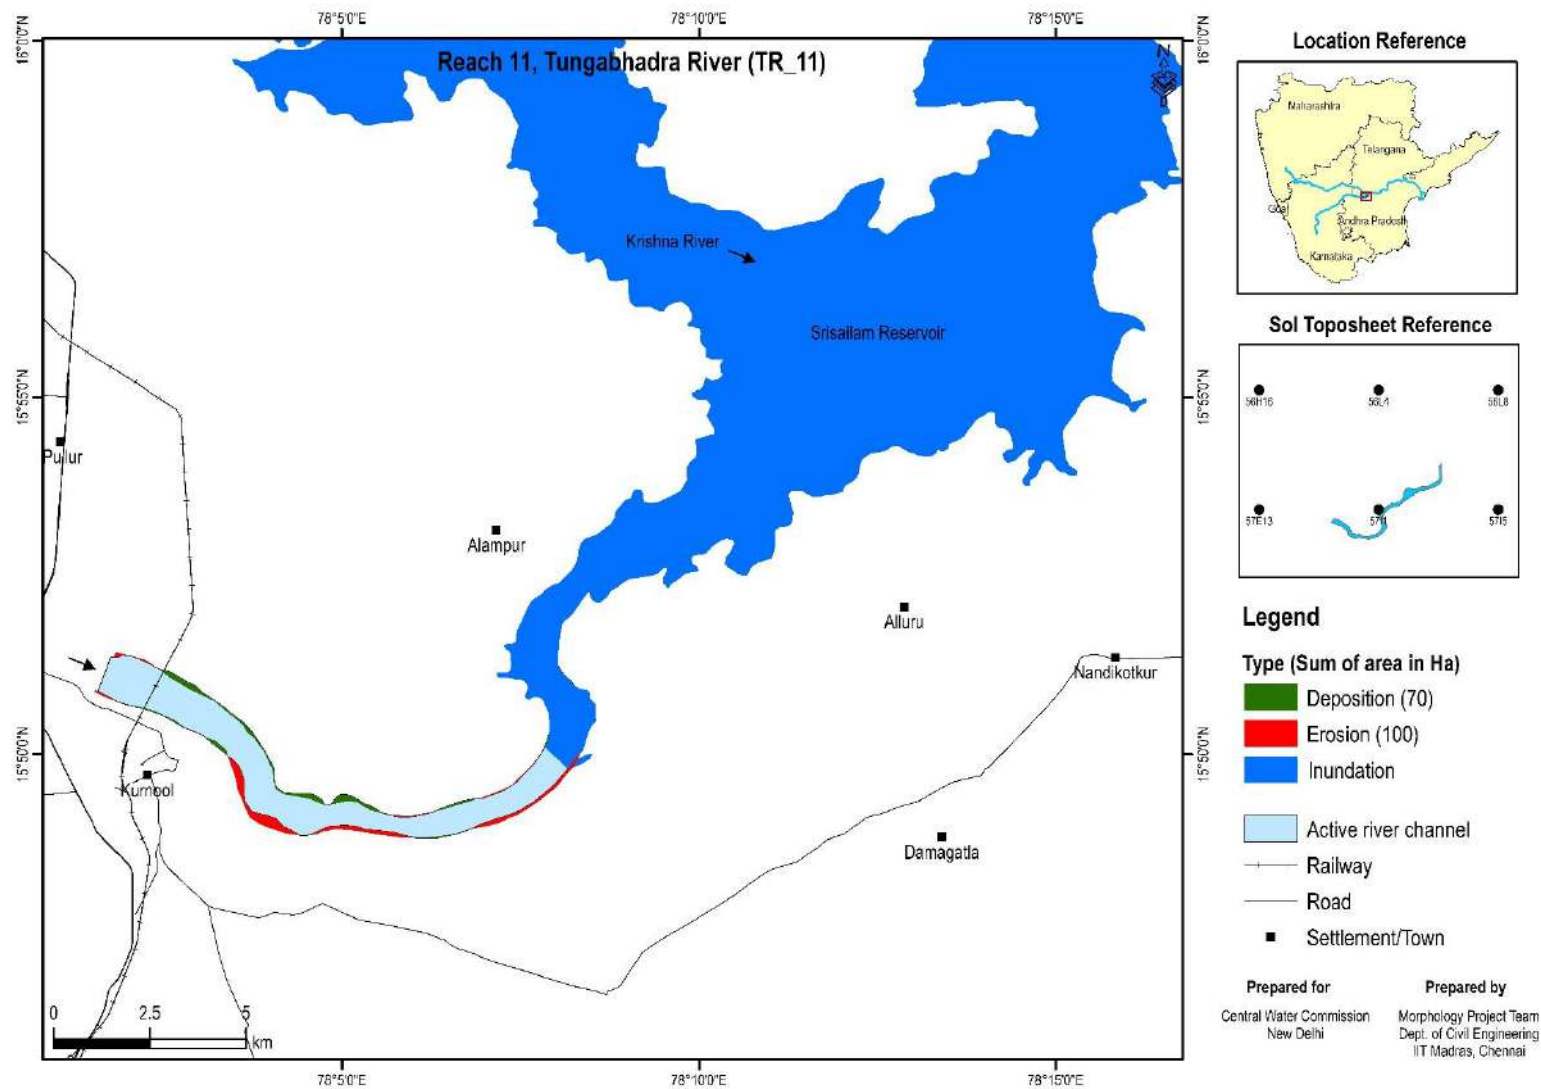 78°5'0"E
78°10'0"E
78°15'0"E
16°0'0"N
16°0'0"N
Reach 11, Tungabhadra River (TR_11)
N
Krishna River
Srisailam Reservoir
15°55'0"N
15°55'0"N
Pullur
Alampur
Alluru
Nandikotkur
15°50'0"N
15°50'0"N
Kurnool
Damagatla
0
2.5
5
km
78°5'0"E
78°10'0"E
78°15'0"E
Location Reference
Maharashtra
Telangana
Goa
Andhra Pradesh
Karnataka
SoI Toposheet Reference
56H16
56L4
56L8
57E13
57I1
57I5
Legend
Type (Sum of area in Ha)
Deposition (70)
Erosion (100)
Inundation
Active river channel
Railway
Road
Settlement/Town
Prepared for
Central Water Commission
New Delhi
Prepared by
Morphology Project Team
Dept. of Civil Engineering
IIT Madras, Chennai